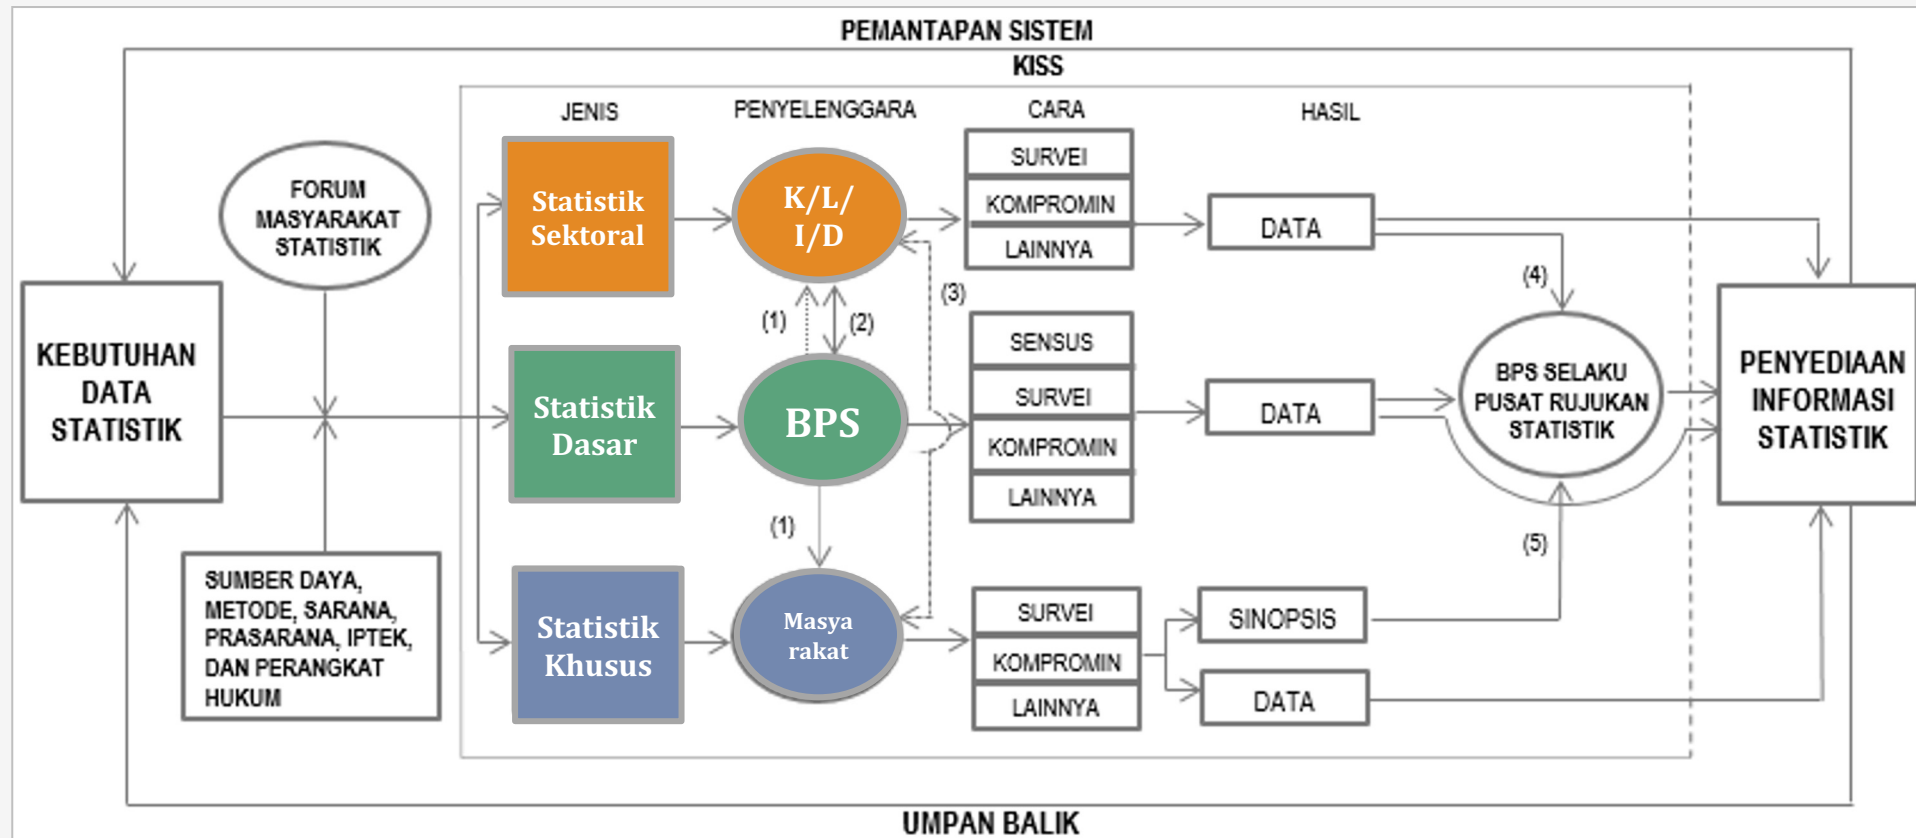 PEMANTAPAN SISTEM
KISS
JENIS
PENYELENGGARA
CARA
HASIL
FORUM
MASYARAKAT
STATISTIK
KEBUTUHAN
DATA
STATISTIK
SUMBER DAYA,
METODE, SARANA,
PRASARANA, IPTEK,
DAN PERANGKAT
HUKUM
Statistik
Sektoral
K/L/
I/D
SURVEI
KOMPROMIN
LAINNYA
DATA
(1)
(2)
(3)
(4)
Statistik
Dasar
BPS
SENSUS
SURVEI
KOMPROMIN
LAINNYA
DATA
BPS SELAKU
PUSAT RUJUKAN
STATISTIK
PENYEDIAAN
INFORMASI
STATISTIK
(1)
(5)
Statistik
Khusus
Masya
rakat
SURVEI
KOMPROMIN
LAINNYA
SINOPSIS
DATA
UMPAN BALIK